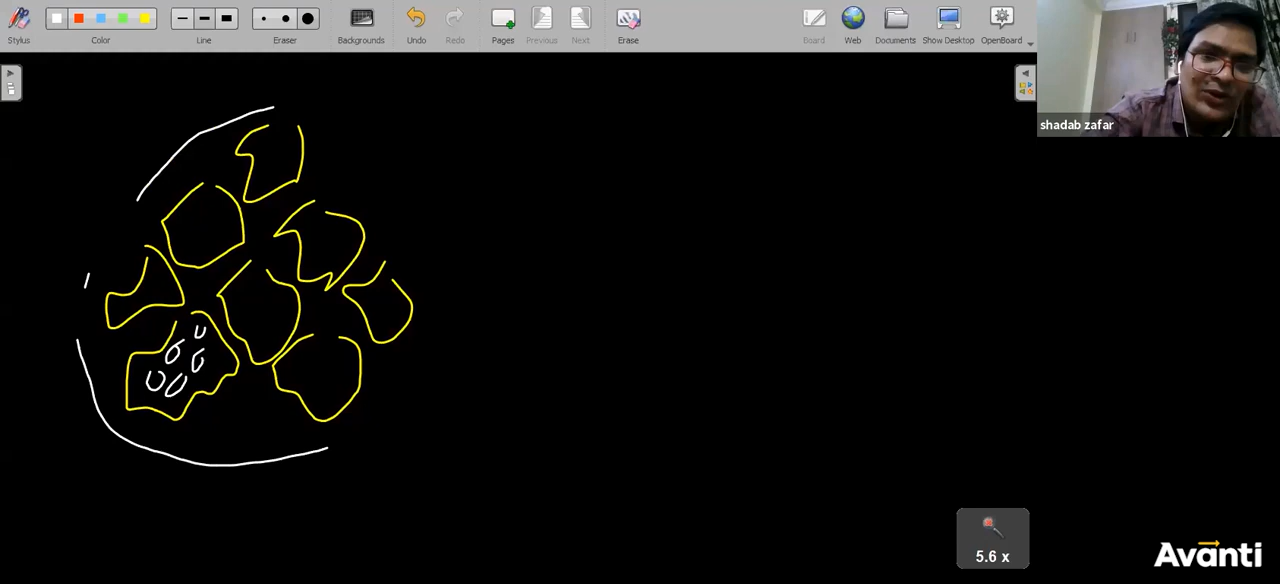 Stylus
Color
Line
Eraser
Backgrounds
Undo
Redo
Pages
Previous
Next
Erase
Board
Web
Documents
Show Desktop
OpenBoard
shadab zafar
5.6 x
Avanti